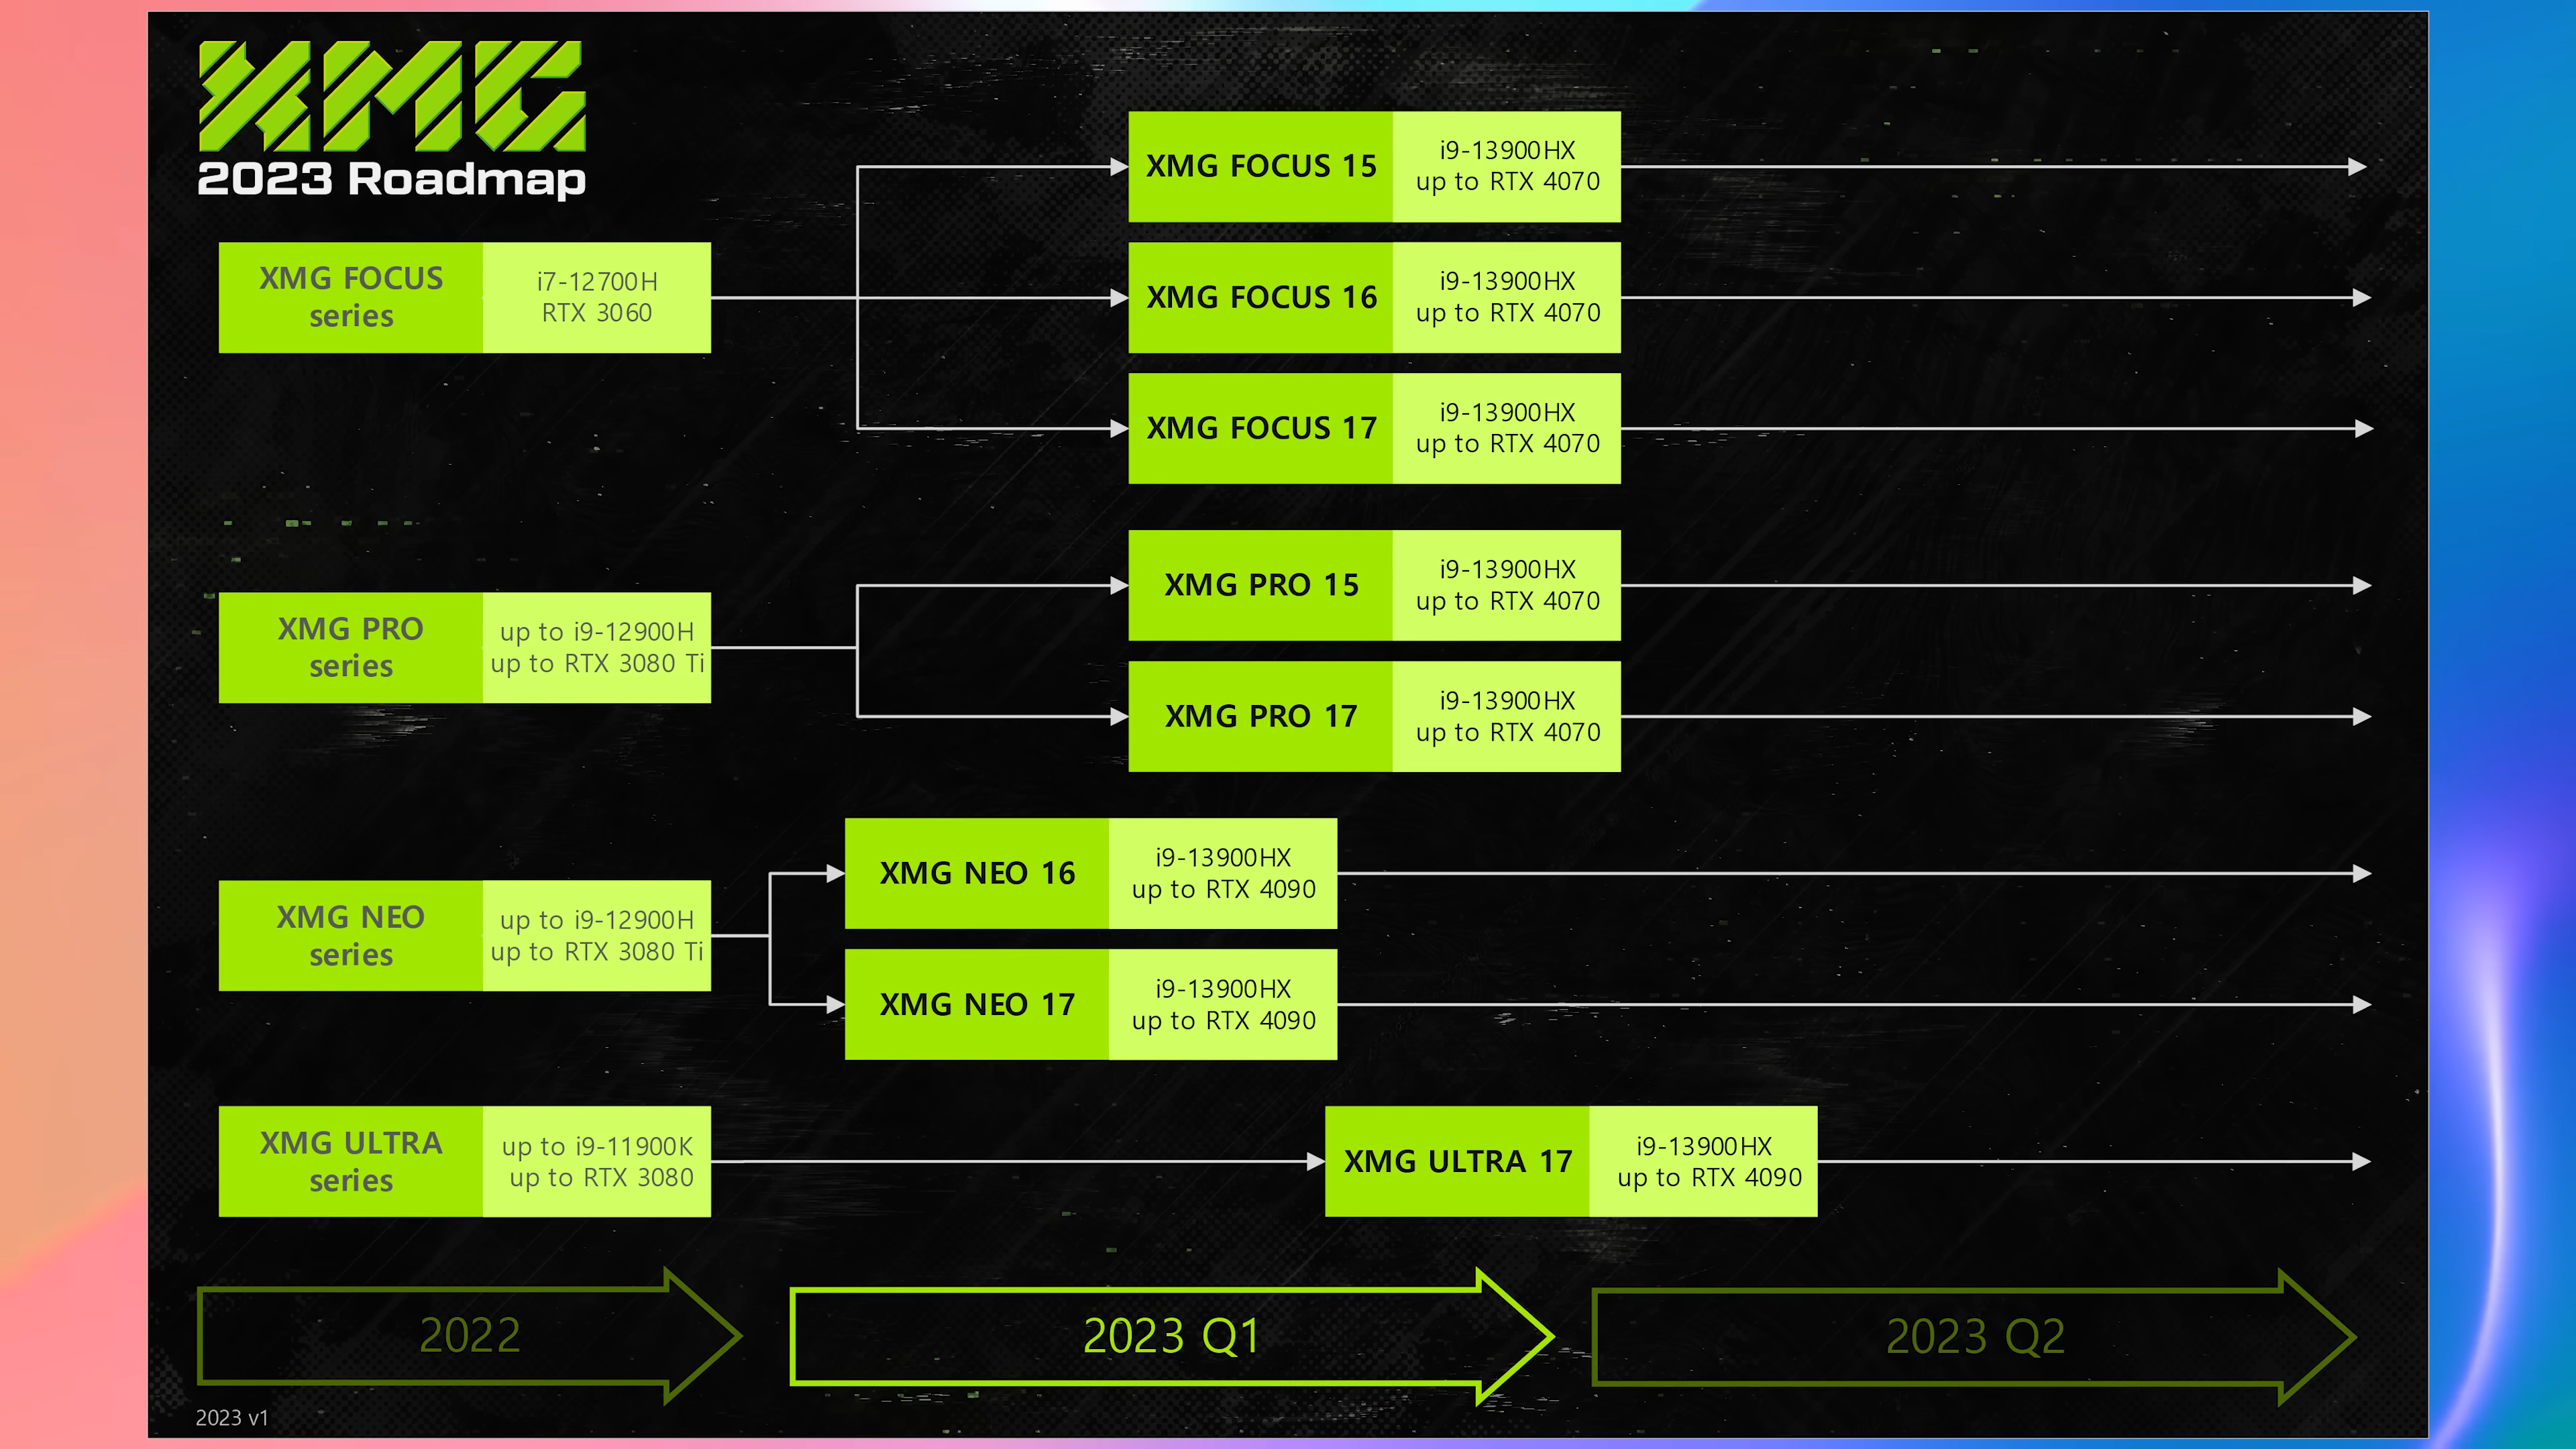 XMG
2023 Roadmap
XMG FOCUS
series
i7-12700H
RTX 3060
XMG FOCUS 15
i9-13900HX
up to RTX 4070
XMG FOCUS 16
i9-13900HX
up to RTX 4070
XMG FOCUS 17
i9-13900HX
up to RTX 4070
XMG PRO
series
up to i9-12900H
up to RTX 3080 Ti
XMG PRO 15
i9-13900HX
up to RTX 4070
XMG PRO 17
i9-13900HX
up to RTX 4070
XMG NEO
series
up to i9-12900H
up to RTX 3080 Ti
XMG NEO 16
i9-13900HX
up to RTX 4090
XMG NEO 17
i9-13900HX
up to RTX 4090
XMG ULTRA
series
up to i9-11900K
up to RTX 3080
XMG ULTRA 17
i9-13900HX
up to RTX 4090
2022
2023 Q1
2023 Q2
2023 v1